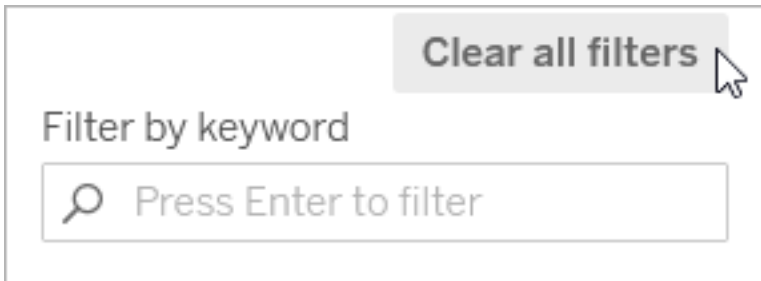 Clear all filters
Filter by keyword
Press Enter to filter